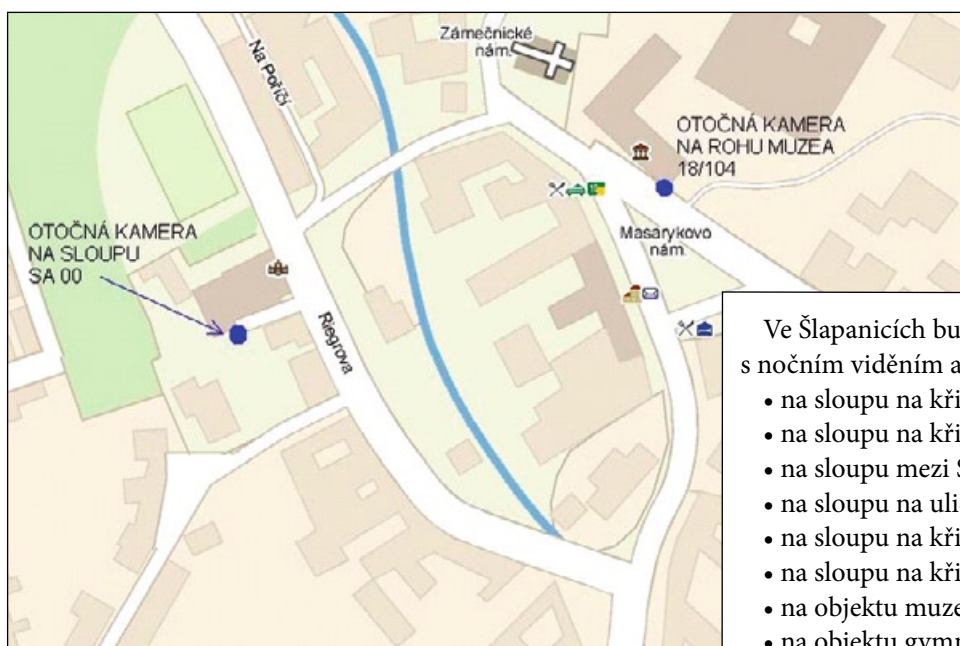 Zámečnické
nám.
Na Poříčí
OTOČNÁ KAMERA
NA ROHU MUZEA
18/104
OTOČNÁ KAMERA
NA SLOUPU
SA 00
Masarykovo
nám.
Riegrova
Ve Šlapanicích bu
s nočním viděním a
• na sloupu na kři
• na sloupu na kři
• na sloupu mezi S
• na sloupu na uli
• na sloupu na kři
• na sloupu na kři
• na objektu muze
• na objektu gymn